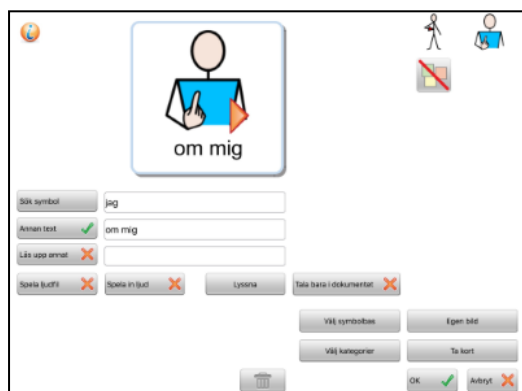 om mig
Sök symbol
jag
Annan text
om mig
Läs upp annat
Spela ljudfil
Spela in ljud
Lyssna
Tala bara i dokumentet
Välj symbolbas
Egen bild
Välj kategorier
Ta kort
OK
Avbryt